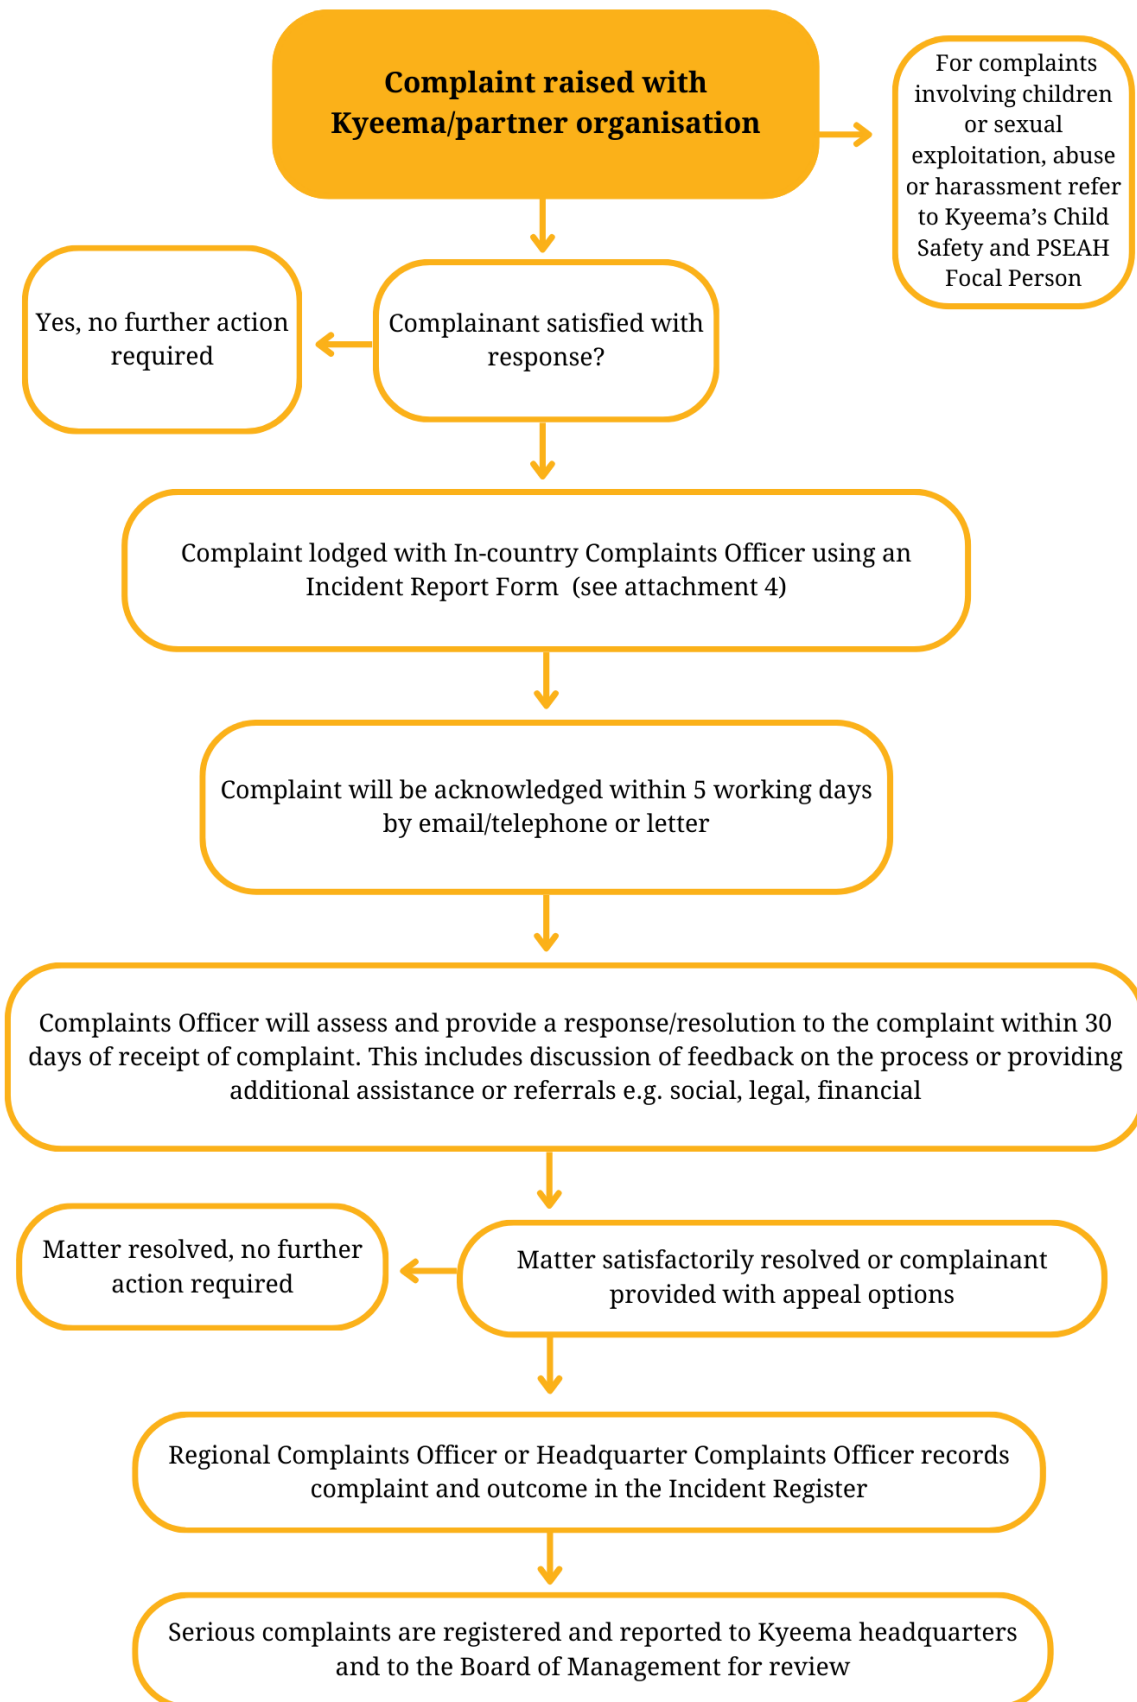 Complaint raised with
Kyeema/partner organisation
For complaints
involving children
or sexual
exploitation, abuse
or harassment refer
to Kyeema’s Child
Safety and PSEAH
Focal Person
Yes, no further action
required
Complainant satisfied with
response?
Complaint lodged with In-country Complaints Officer using an
Incident Report Form  (see attachment 4)
Complaint will be acknowledged within 5 working days
by email/telephone or letter
Complaints Officer will assess and provide a response/resolution to the complaint within 30
days of receipt of complaint. This includes discussion of feedback on the process or providing
additional assistance or referrals e.g. social, legal, financial
Matter resolved, no further
action required
Matter satisfactorily resolved or complainant
provided with appeal options
Regional Complaints Officer or Headquarter Complaints Officer records
complaint and outcome in the Incident Register
Serious complaints are registered and reported to Kyeema headquarters
and to the Board of Management for review